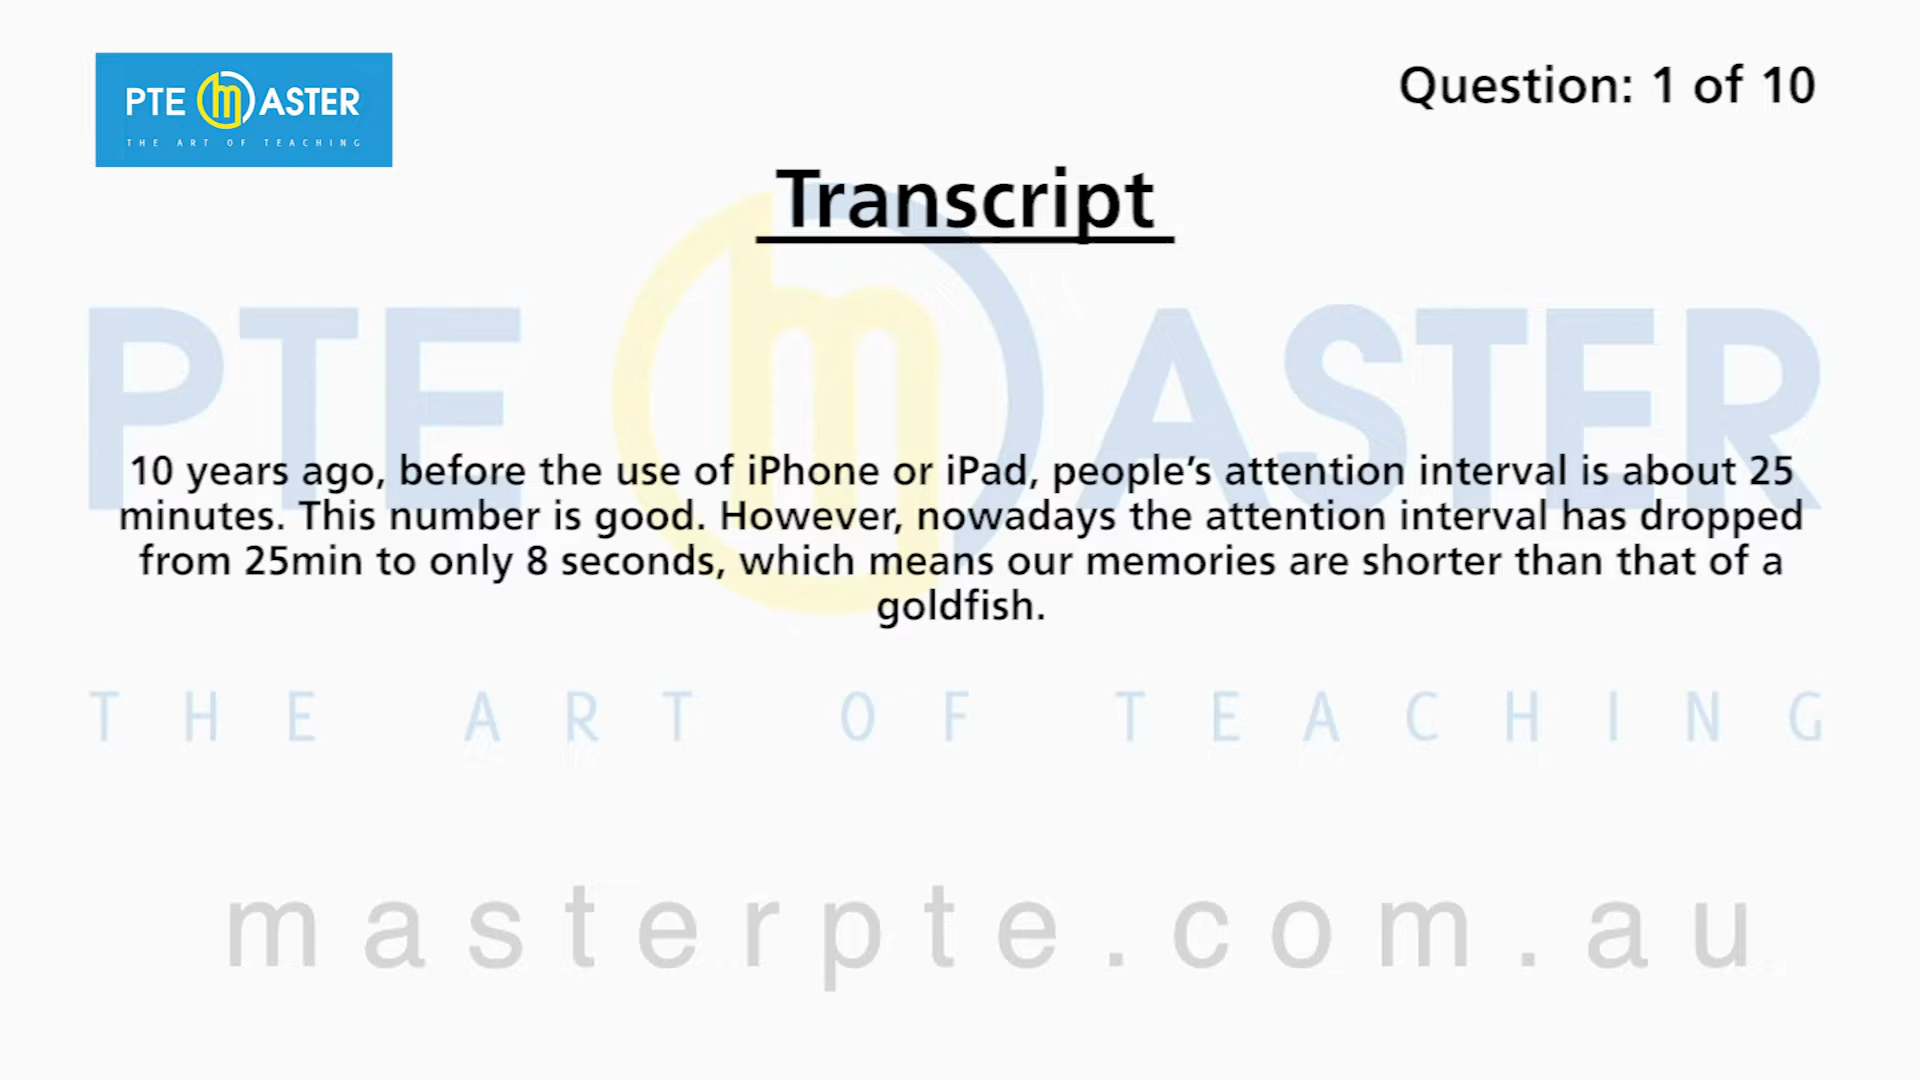 PTE MASTER
THE ART OF TEACHING
Question: 1 of 10
Transcript
PTE MASTER
10 years ago, before the use of iPhone or iPad, people’s attention interval is about 25
minutes. This number is good. However, nowadays the attention interval has dropped
from 25min to only 8 seconds, which means our memories are shorter than that of a
goldfish.
THE ART OF TEACHING
masterpte.com.au